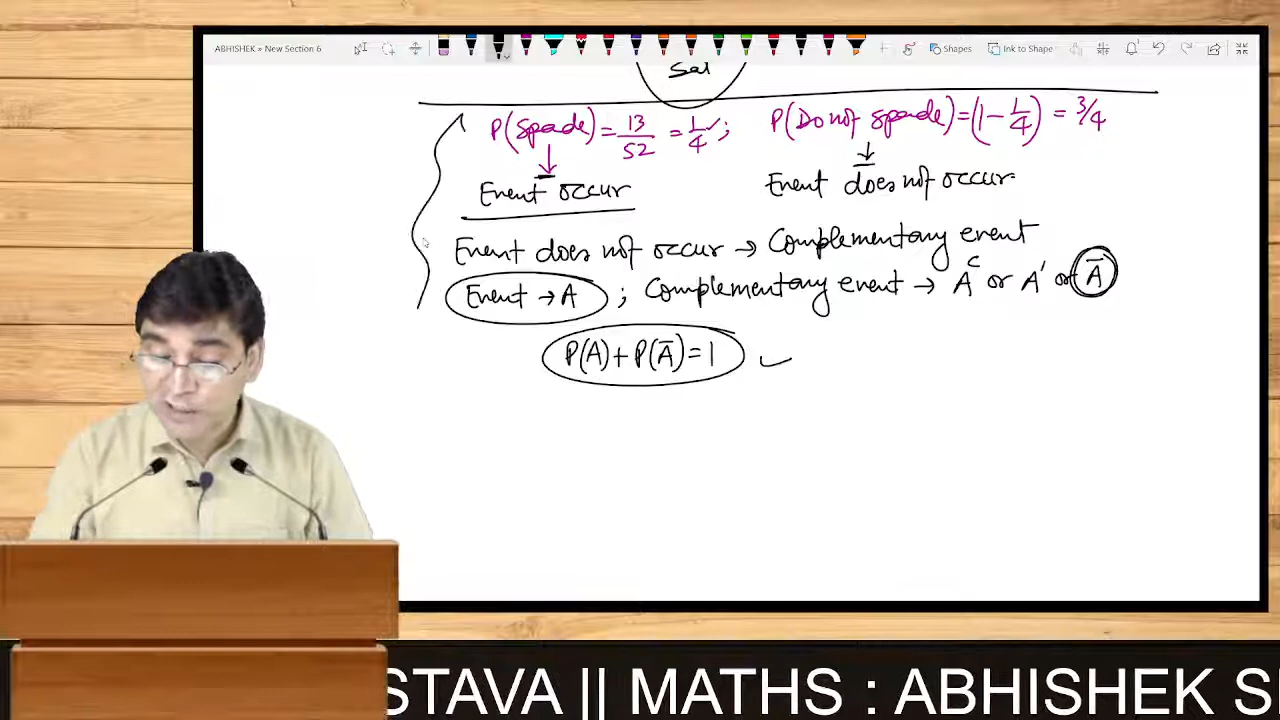 ABHISHEK » New Section 6
Shapes
Ink to Shape
Sat
P(Spade) = 13/52 = 1/4 ✓; P(Do not spade) = (1 - 1/4) = 3/4
↓ ↓
Event occur Event does not occur
Event does not occur → Complementary event
Event → A ; Complementary event → Aᶜ or A' or Ā
P(A) + P(Ā) = 1 ✓
STAVA || MATHS : ABHISHEK S